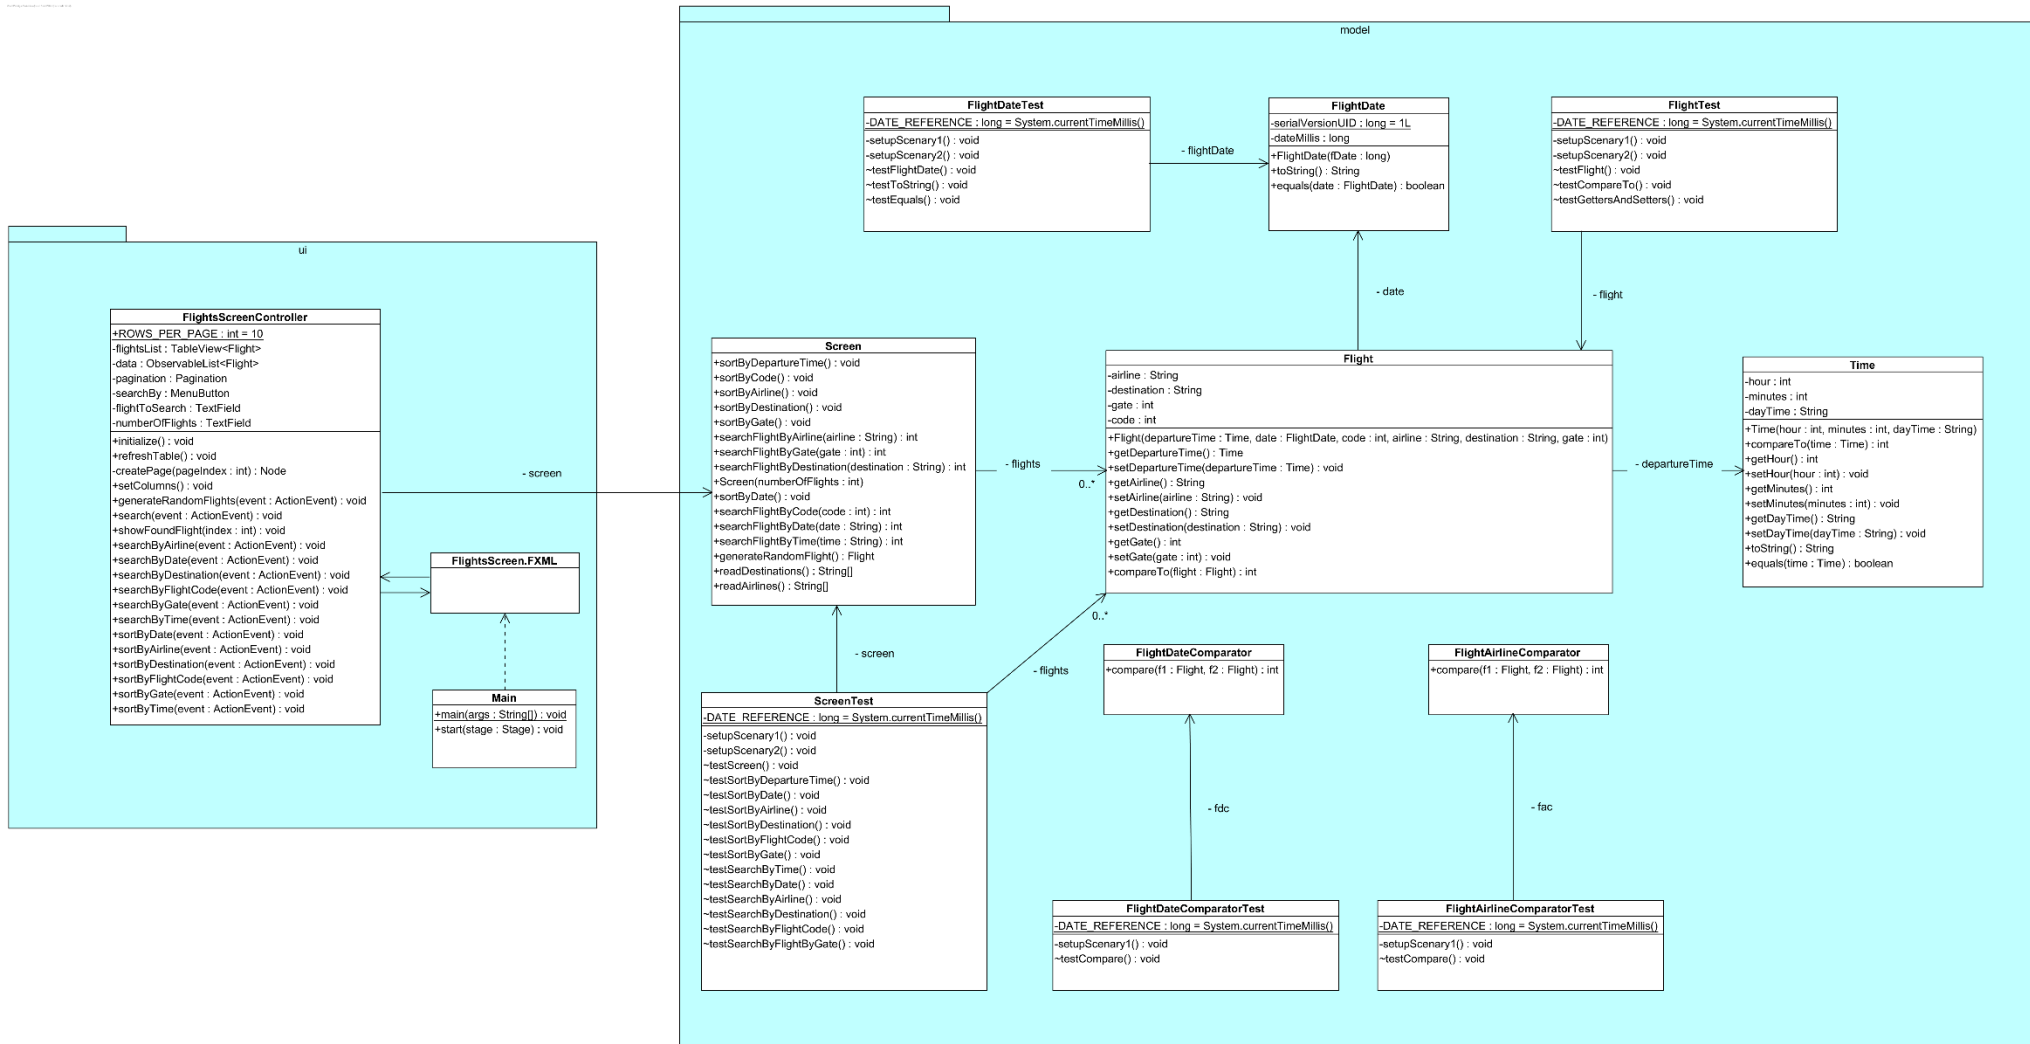 model
FlightDateTest
-DATE_REFERENCE : long = System.currentTimeMillis()
-setupScenary1() : void
-setupScenary2() : void
~testFlightDate() : void
~testToString() : void
~testEquals() : void
- flightDate
FlightDate
-serialVersionUID : long = 1L
-dateMillis : long
+FlightDate(fDate : long)
+toString() : String
+equals(date : FlightDate) : boolean
FlightTest
-DATE_REFERENCE : long = System.currentTimeMillis()
-setupScenary1() : void
-setupScenary2() : void
~testFlight() : void
~testCompareTo() : void
~testGettersAndSetters() : void
- date
- flight
ui
FlightsScreenController
+ROWS_PER_PAGE : int = 10
-flightsList : TableView<Flight>
-data : ObservableList<Flight>
-pagination : Pagination
-searchBy : MenuButton
-flightToSearch : TextField
-numberOfFlights : TextField
+initialize() : void
+refreshTable() : void
-createPage(pageIndex : int) : Node
+setColumns() : void
+generateRandomFlights(event : ActionEvent) : void
+search(event : ActionEvent) : void
+showFoundFlight(index : int) : void
+searchByAirline(event : ActionEvent) : void
+searchByDate(event : ActionEvent) : void
+searchByDestination(event : ActionEvent) : void
+searchByFlightCode(event : ActionEvent) : void
+searchByGate(event : ActionEvent) : void
+searchByTime(event : ActionEvent) : void
+sortByDate(event : ActionEvent) : void
+sortByAirline(event : ActionEvent) : void
+sortByDestination(event : ActionEvent) : void
+sortByFlightCode(event : ActionEvent) : void
+sortByGate(event : ActionEvent) : void
+sortByTime(event : ActionEvent) : void
FlightsScreen.FXML
Main
+main(args : String[]) : void
+start(stage : Stage) : void
- screen
Screen
+sortByDepartureTime() : void
+sortByCode() : void
+sortByAirline() : void
+sortByDestination() : void
+sortByGate() : void
+searchFlightByAirline(airline : String) : int
+searchFlightByGate(gate : int) : int
+searchFlightByDestination(destination : String) : int
+Screen(numberOfFlights : int)
+sortByDate() : void
+searchFlightByCode(code : int) : int
+searchFlightByDate(date : String) : int
+searchFlightByTime(time : String) : int
+generateRandomFlight() : Flight
+readDestinations() : String[]
+readAirlines() : String[]
- flights
0..*
Flight
-airline : String
-destination : String
-gate : int
-code : int
+Flight(departureTime : Time, date : FlightDate, code : int, airline : String, destination : String, gate : int)
+getDepartureTime() : Time
+setDepartureTime(departureTime : Time) : void
+getAirline() : String
+setAirline(airline : String) : void
+getDestination() : String
+setDestination(destination : String) : void
+getGate() : int
+setGate(gate : int) : void
+compareTo(flight : Flight) : int
- departureTime
Time
-hour : int
-minutes : int
-dayTime : String
+Time(hour : int, minutes : int, dayTime : String)
+compareTo(time : Time) : int
+getHour() : int
+setHour(hour : int) : void
+getMinutes() : int
+setMinutes(minutes : int) : void
+getDayTime() : String
+setDayTime(dayTime : String) : void
+toString() : String
+equals(time : Time) : boolean
- screen
0..*
- flights
ScreenTest
-DATE_REFERENCE : long = System.currentTimeMillis()
-setupScenary1() : void
-setupScenary2() : void
~testScreen() : void
~testSortByDepartureTime() : void
~testSortByDate() : void
~testSortByAirline() : void
~testSortByDestination() : void
~testSortByFlightCode() : void
~testSortByGate() : void
~testSearchByTime() : void
~testSearchByDate() : void
~testSearchByAirline() : void
~testSearchByDestination() : void
~testSearchByFlightCode() : void
~testSearchByFlightByGate() : void
FlightDateComparator
+compare(f1 : Flight, f2 : Flight) : int
FlightAirlineComparator
+compare(f1 : Flight, f2 : Flight) : int
- fdc
- fac
FlightDateComparatorTest
-DATE_REFERENCE : long = System.currentTimeMillis()
-setupScenary1() : void
~testCompare() : void
FlightAirlineComparatorTest
-DATE_REFERENCE : long = System.currentTimeMillis()
-setupScenary1() : void
~testCompare() : void